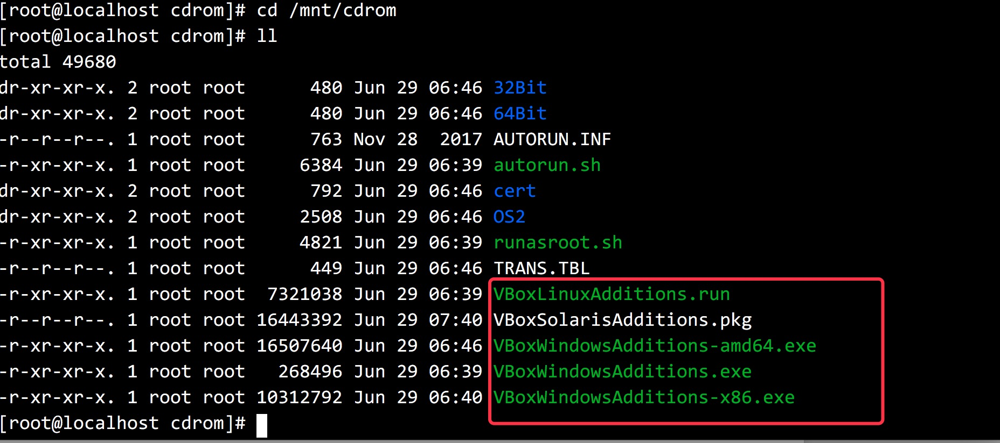 [root@localhost cdrom]# cd /mnt/cdrom
[root@localhost cdrom]# ll
total 49680
dr-xr-xr-x. 2 root root      480 Jun 29 06:46 32Bit
dr-xr-xr-x. 2 root root      480 Jun 29 06:46 64Bit
-r--r--r--. 1 root root      763 Nov 28  2017 AUTORUN.INF
-r-xr-xr-x. 1 root root     6384 Jun 29 06:39 autorun.sh
dr-xr-xr-x. 2 root root      792 Jun 29 06:46 cert
dr-xr-xr-x. 2 root root     2508 Jun 29 06:46 OS2
-r-xr-xr-x. 1 root root     4821 Jun 29 06:39 runasroot.sh
-r--r--r--. 1 root root      449 Jun 29 06:46 TRANS.TBL
-r-xr-xr-x. 1 root root  7321038 Jun 29 06:39 VBoxLinuxAdditions.run
-r--r--r--. 1 root root 16443392 Jun 29 07:40 VBoxSolarisAdditions.pkg
-r-xr-xr-x. 1 root root 16507640 Jun 29 06:46 VBoxWindowsAdditions-amd64.exe
-r-xr-xr-x. 1 root root   268496 Jun 29 06:39 VBoxWindowsAdditions.exe
-r-xr-xr-x. 1 root root 10312792 Jun 29 06:40 VBoxWindowsAdditions-x86.exe
[root@localhost cdrom]#